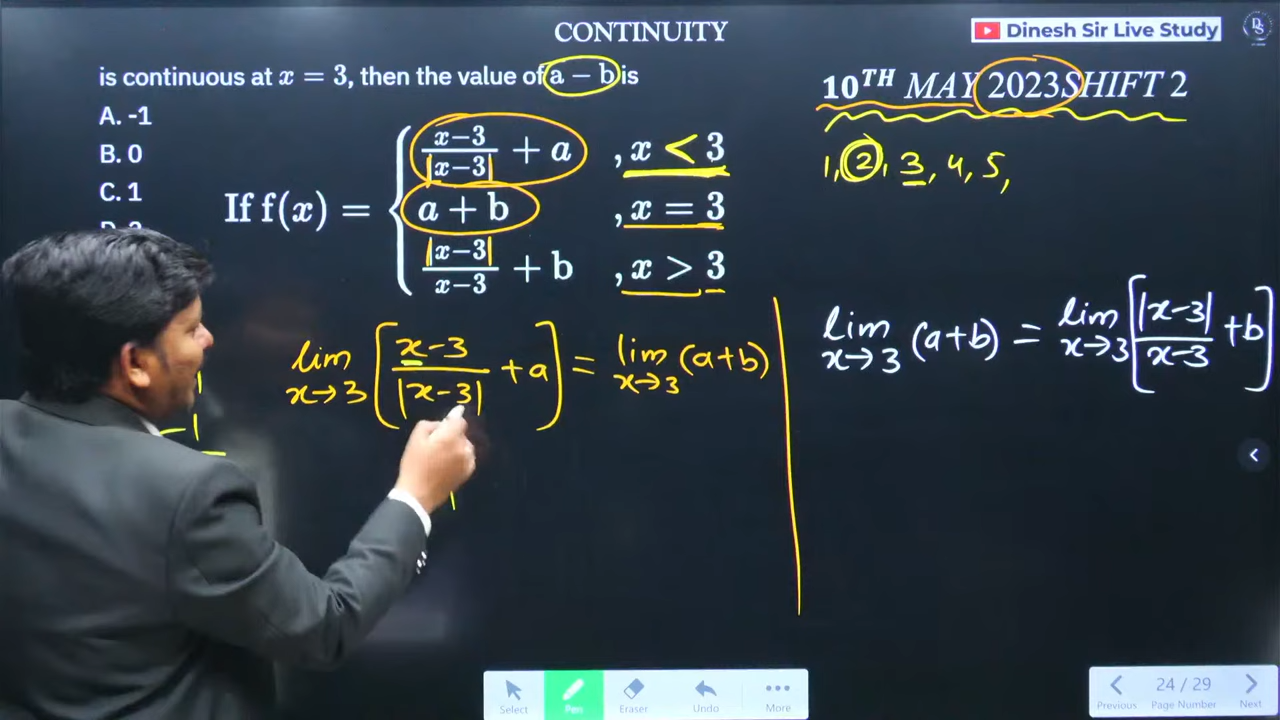 CONTINUITY
Dinesh Sir Live Study
DS
is continuous at x = 3, then the value of a − b is
10TH MAY 2023 SHIFT 2
A. -1
B. 0
C. 1
If f(x) = { x−3 / |x−3| + a , x < 3
a + b , x = 3
|x−3| / x−3 + b , x > 3
1, 2, 3, 4, 5,
lim x→3 [ x-3 / |x-3| + a ] = lim x→3 (a+b)
lim x→3 (a+b) = lim x→3 [ |x-3| / x-3 + b ]
Select
Pen
Eraser
Undo
More
Previous
24 / 29
Page Number
Next